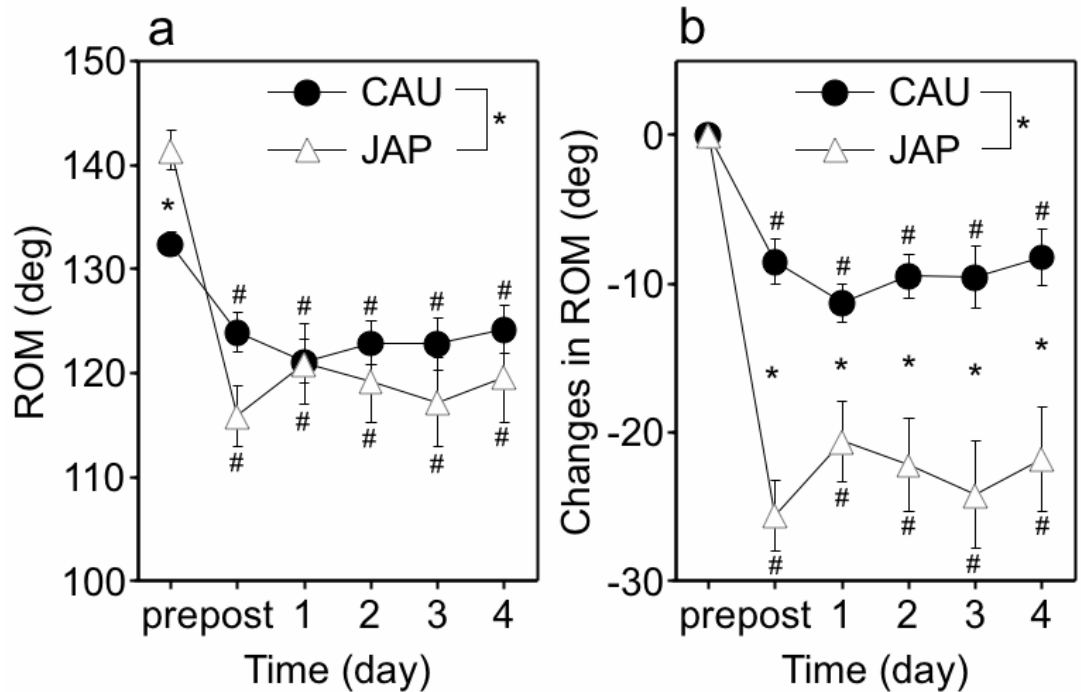 a
150
140
130
120
110
100
ROM (deg)
CAU
JAP
*
*
# # # # #
# # # # #
pre post 1 2 3 4
Time (day)
b
0
-10
-20
-30
Changes in ROM (deg)
CAU
JAP
*
# # # # #
* * * * *
# # # # #
pre post 1 2 3 4
Time (day)